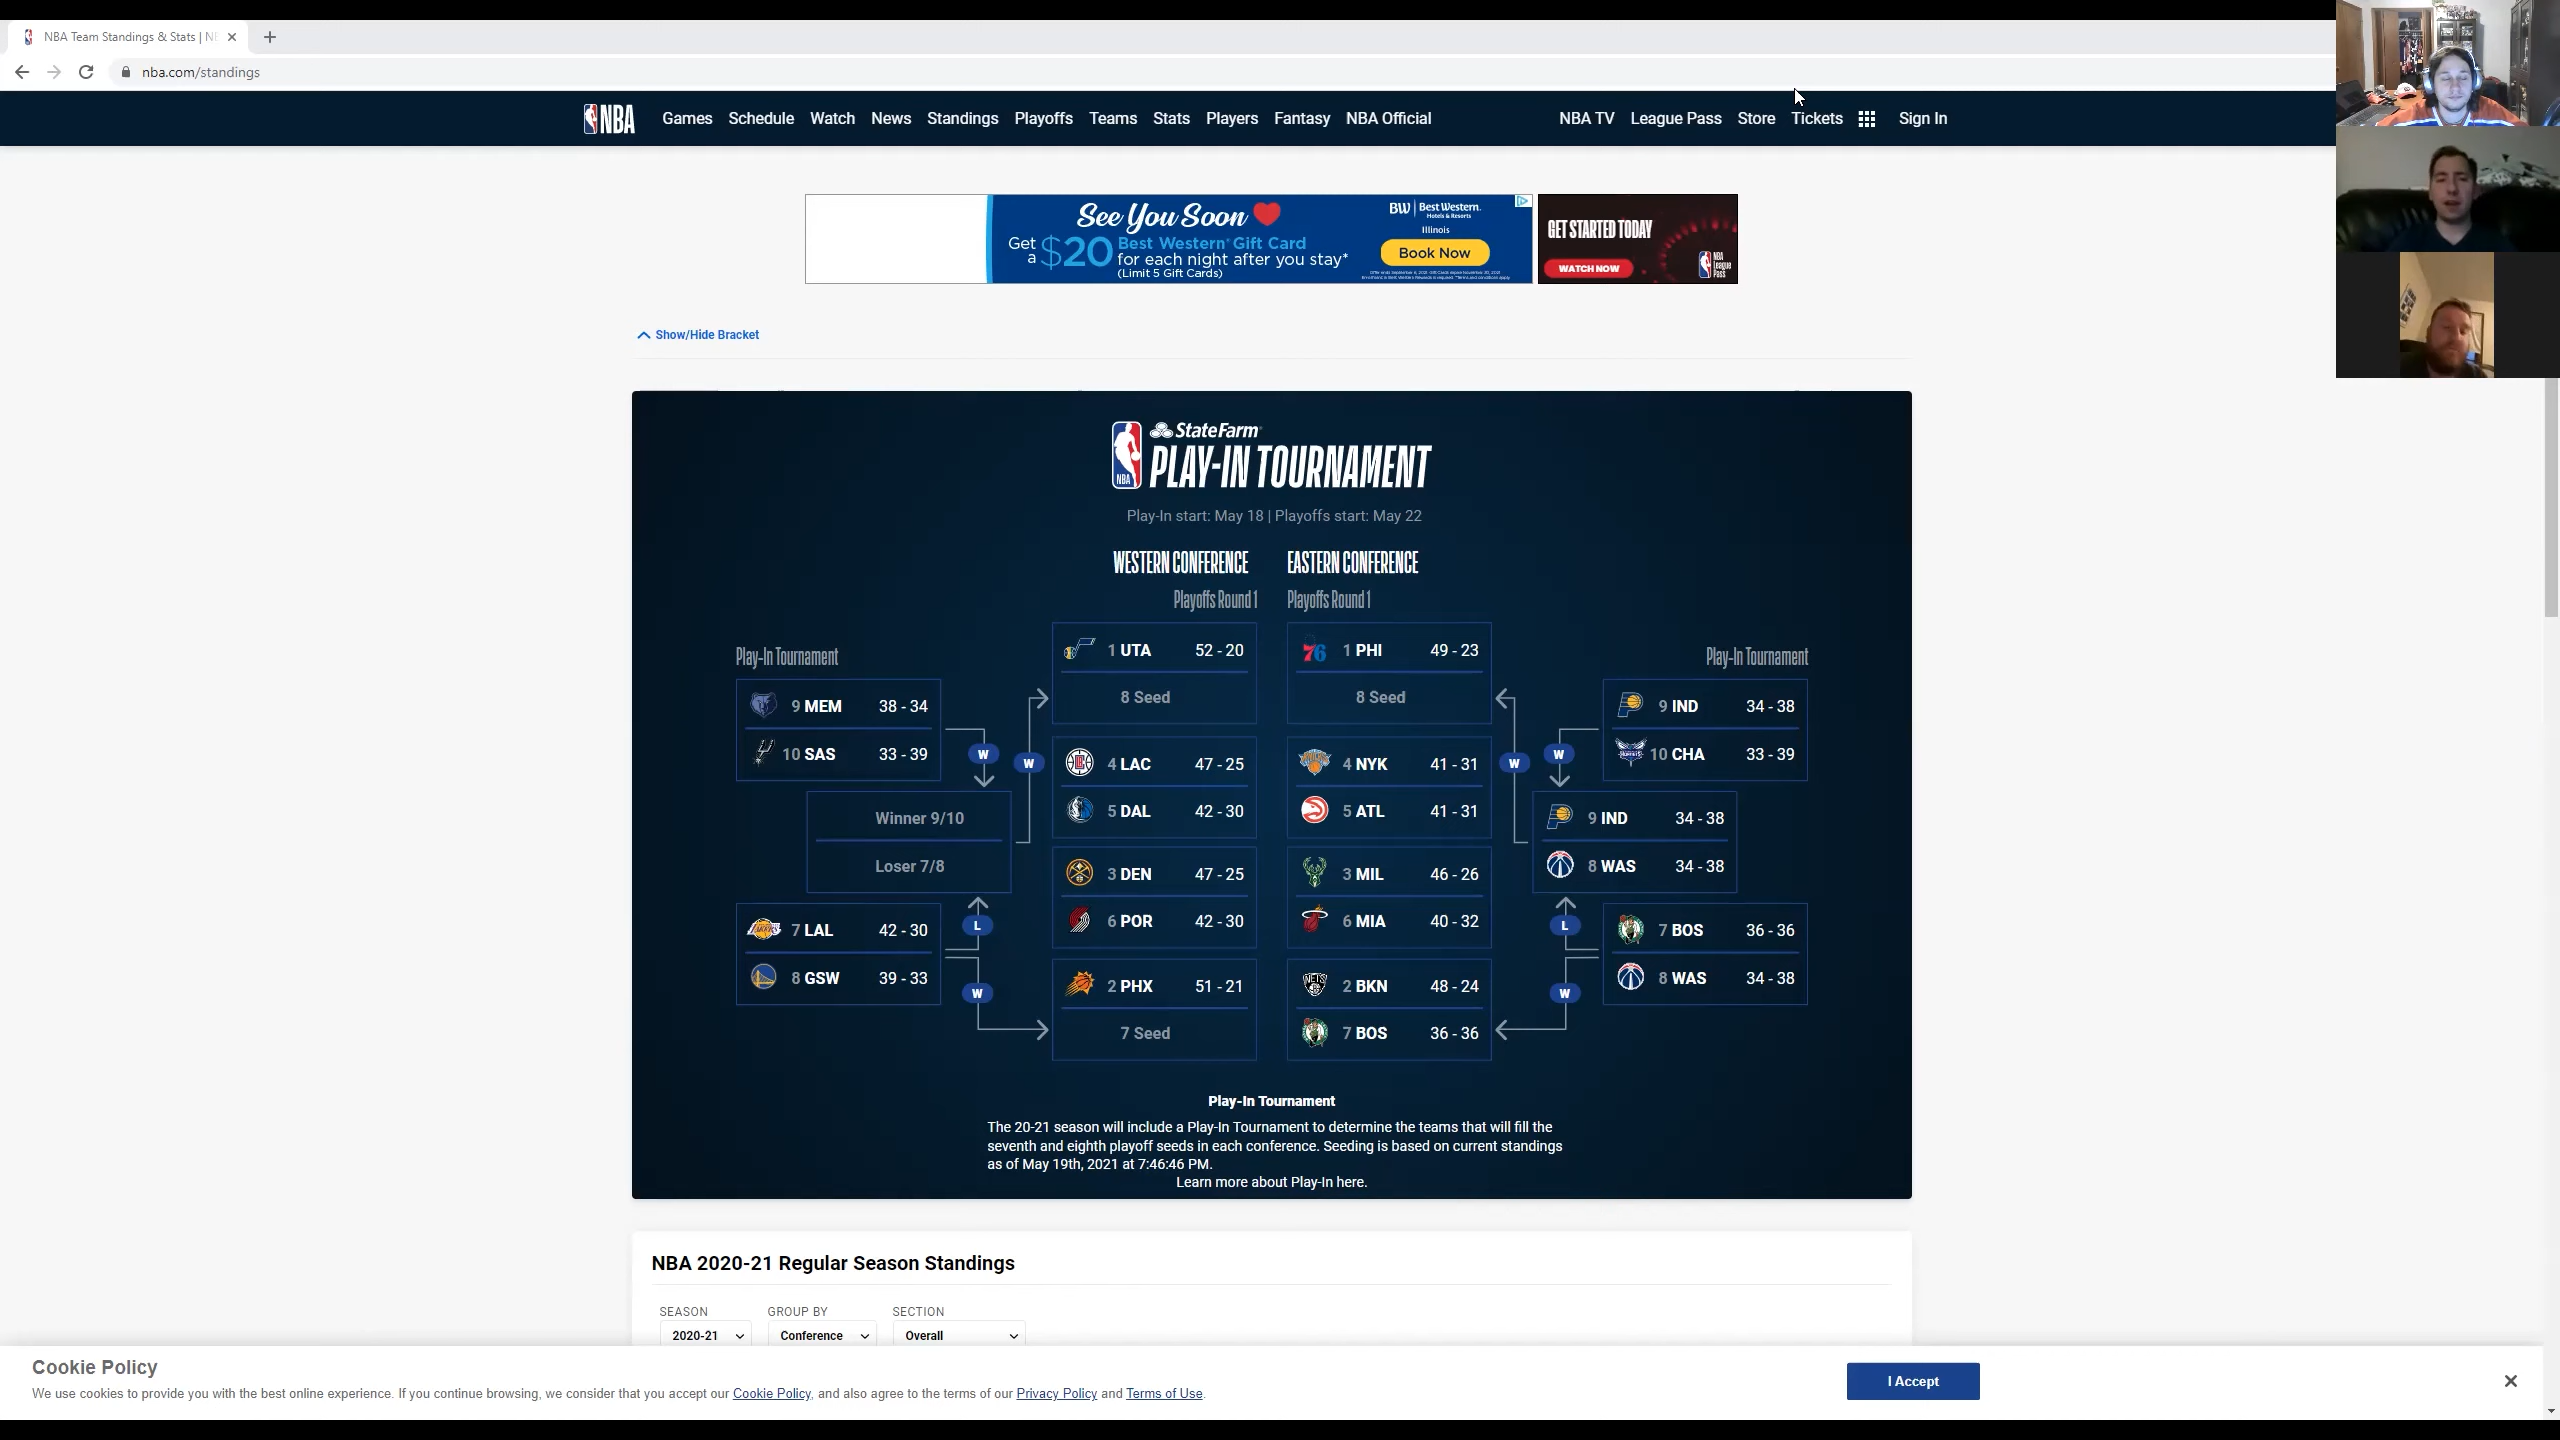 NBA Team Standings & Stats | NB
nba.com/standings
NBA Games Schedule Watch News Standings Playoffs Teams Stats Players Fantasy NBA Official NBA TV League Pass Store Tickets Sign In
See You Soon
Get a $20 Best Western® Gift Card for each night after you stay*
(Limit 5 Gift Cards)
BW Best Western.
Hotels & Resorts
Illinois
Book Now
GET STARTED TODAY
WATCH NOW
NBA League Pass
Show/Hide Bracket
NBA
State Farm
PLAY-IN TOURNAMENT
Play-In start: May 18 | Playoffs start: May 22
WESTERN CONFERENCE
EASTERN CONFERENCE
Playoffs Round 1
Playoffs Round 1
Play-In Tournament
9 MEM 38 - 34
10 SAS 33 - 39
W
Winner 9/10
Loser 7/8
W
7 LAL 42 - 30
8 GSW 39 - 33
L
W
1 UTA 52 - 20
8 Seed
4 LAC 47 - 25
5 DAL 42 - 30
3 DEN 47 - 25
6 POR 42 - 30
2 PHX 51 - 21
7 Seed
76 1 PHI 49 - 23
8 Seed
4 NYK 41 - 31
5 ATL 41 - 31
3 MIL 46 - 26
6 MIA 40 - 32
NETS 2 BKN 48 - 24
7 BOS 36 - 36
Play-In Tournament
9 IND 34 - 38
10 CHA 33 - 39
W
W
9 IND 34 - 38
8 WAS 34 - 38
L
7 BOS 36 - 36
8 WAS 34 - 38
W
Play-In Tournament
The 20-21 season will include a Play-In Tournament to determine the teams that will fill the
seventh and eighth playoff seeds in each conference. Seeding is based on current standings
as of May 19th, 2021 at 7:46:46 PM.
Learn more about Play-In here.
NBA 2020-21 Regular Season Standings
SEASON GROUP BY SECTION
2020-21 Conference Overall
Cookie Policy
We use cookies to provide you with the best online experience. If you continue browsing, we consider that you accept our Cookie Policy, and also agree to the terms of our Privacy Policy and Terms of Use.
I Accept